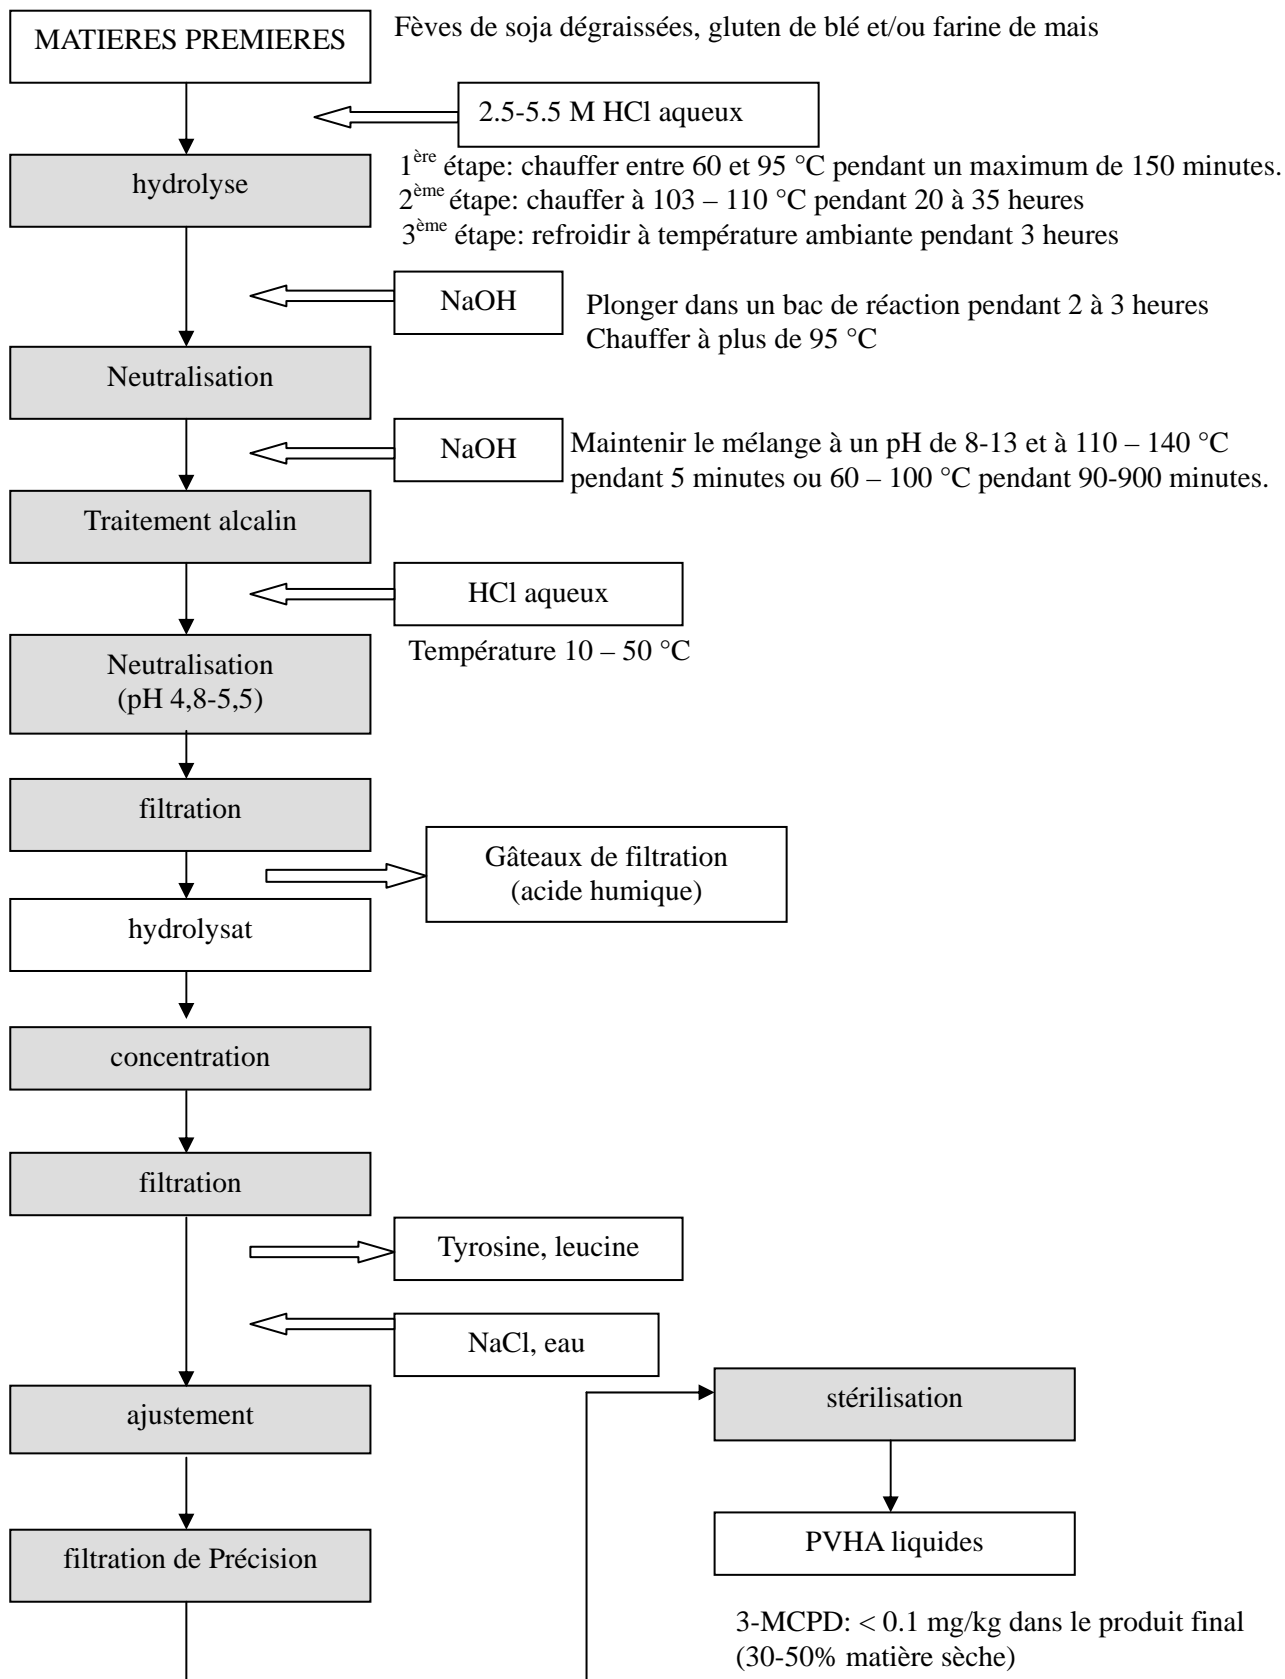 MATIERES PREMIERES
Fèves de soja dégraissées, gluten de blé et/ou farine de mais
2.5-5.5 M HCl aqueux
hydrolyse
1ère étape: chauffer entre 60 et 95 °C pendant un maximum de 150 minutes.
2ème étape: chauffer à 103 – 110 °C pendant 20 à 35 heures
3ème étape: refroidir à température ambiante pendant 3 heures
NaOH
Plonger dans un bac de réaction pendant 2 à 3 heures
Chauffer à plus de 95 °C
Neutralisation
NaOH
Maintenir le mélange à un pH de 8-13 et à 110 – 140 °C
pendant 5 minutes ou 60 – 100 °C pendant 90-900 minutes.
Traitement alcalin
HCl aqueux
Température 10 – 50 °C
Neutralisation
(pH 4,8-5,5)
filtration
Gâteaux de filtration
(acide humique)
hydrolysat
concentration
filtration
Tyrosine, leucine
NaCl, eau
ajustement
filtration de Précision
stérilisation
PVHA liquides
3-MCPD: < 0.1 mg/kg dans le produit final
(30-50% matière sèche)